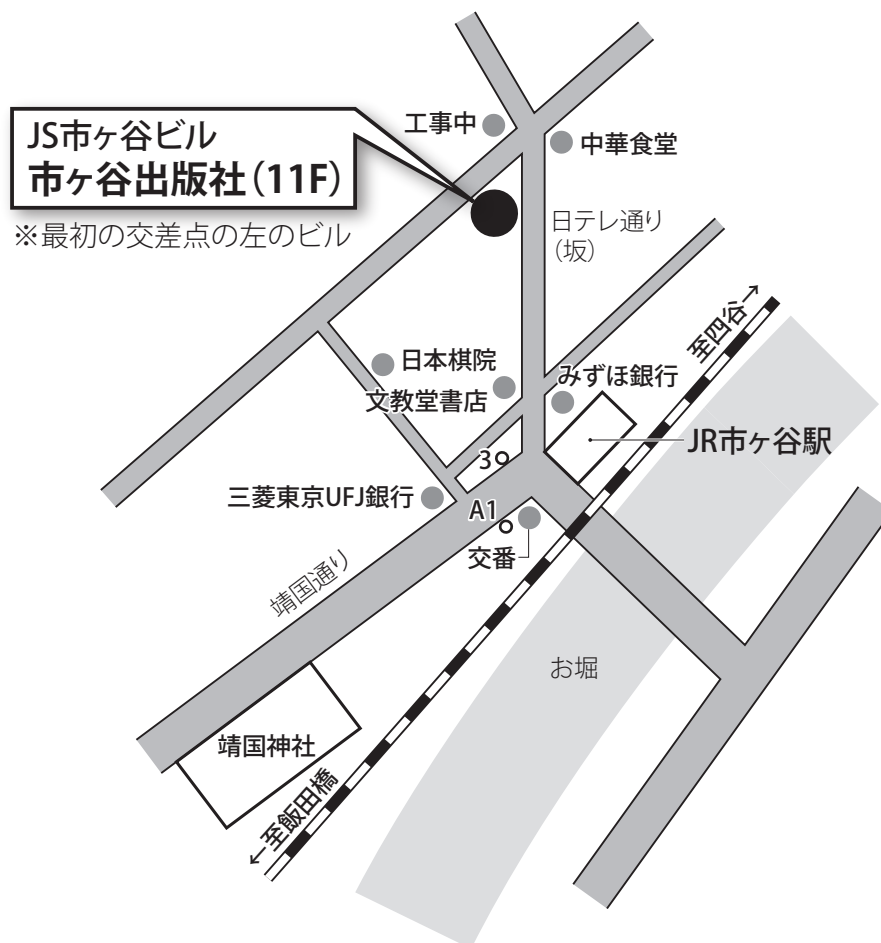 工事中
中華食堂
JS市ヶ谷ビル
市ヶ谷出版社(11F)
※最初の交差点の左のビル
日テレ通り
(坂)
至四谷→
日本棋院
みずほ銀行
文教堂書店
JR市ヶ谷駅
3
三菱東京UFJ銀行
A1
交番
靖国通り
お堀
靖国神社
←至飯田橋